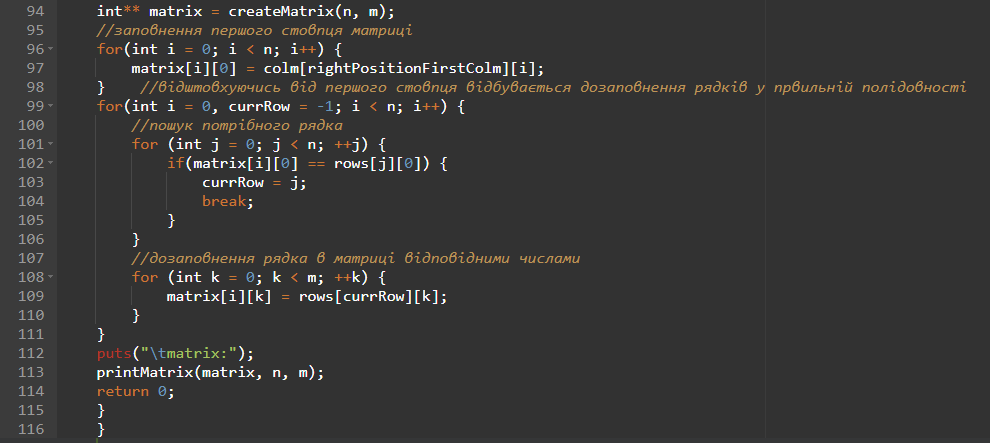 94 int** matrix = createMatrix(n, m);
95 //заповнення першого стовпця матриці
96 for(int i = 0; i < n; i++) {
97 matrix[i][0] = colm[rightPositionFirstColm][i];
98 } //відштовхуючись від першого стовпця відбувається дозаповнення рядків у првильній полідовності
99 for(int i = 0, currRow = -1; i < n; i++) {
100 //пошук потрібного рядка
101 for (int j = 0; j < n; ++j) {
102 if(matrix[i][0] == rows[j][0]) {
103 currRow = j;
104 break;
105 }
106 }
107 //дозаповнення рядка в матриці відповідними числами
108 for (int k = 0; k < m; ++k) {
109 matrix[i][k] = rows[currRow][k];
110 }
111 }
112 puts("\tmatrix:");
113 printMatrix(matrix, n, m);
114 return 0;
115 }
116 }